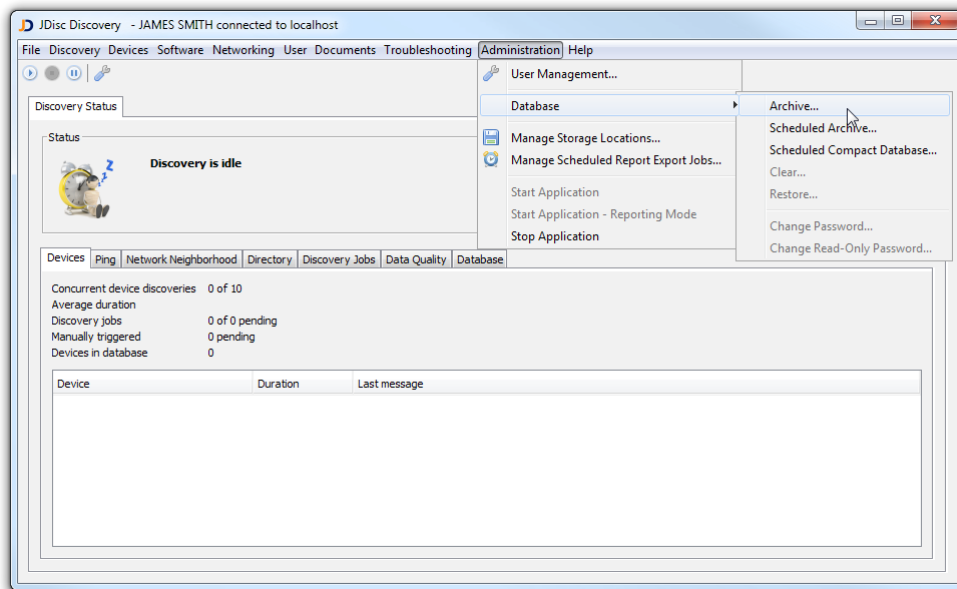 JDisc Discovery - JAMES SMITH connected to localhost
File Discovery Devices Software Networking User Documents Troubleshooting Administration Help
User Management...
Database
Manage Storage Locations...
Manage Scheduled Report Export Jobs...
Start Application
Start Application - Reporting Mode
Stop Application
Archive...
Scheduled Archive...
Scheduled Compact Database...
Clear...
Restore...
Change Password...
Change Read-Only Password...
Discovery Status
Status
Discovery is idle
Devices Ping Network Neighborhood Directory Discovery Jobs Data Quality Database
Concurrent device discoveries 0 of 10
Average duration
Discovery jobs 0 of 0 pending
Manually triggered 0 pending
Devices in database 0
Device Duration Last message